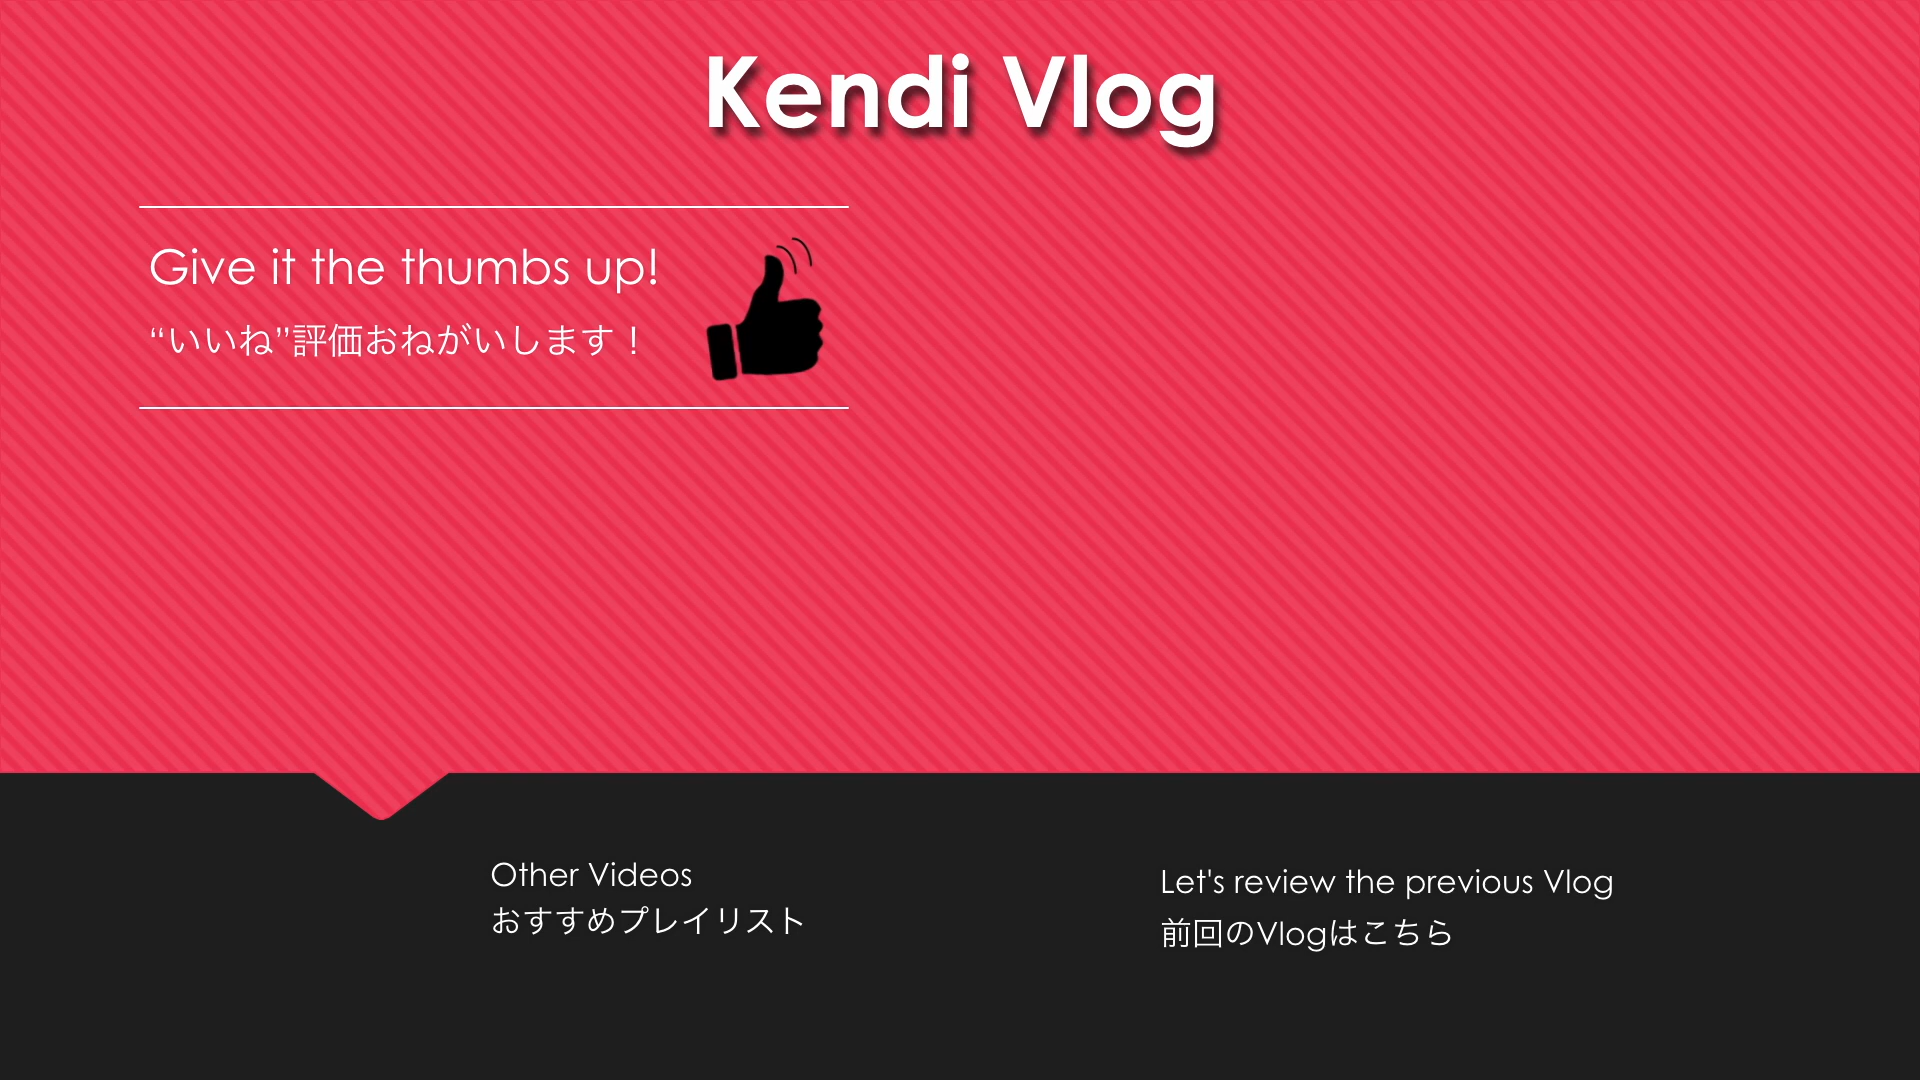 Kendi Vlog
Give it the thumbs up!
“いいね”評価おねがいします！
Other Videos
おすすめプレイリスト
Let's review the previous Vlog
前回のVlogはこちら